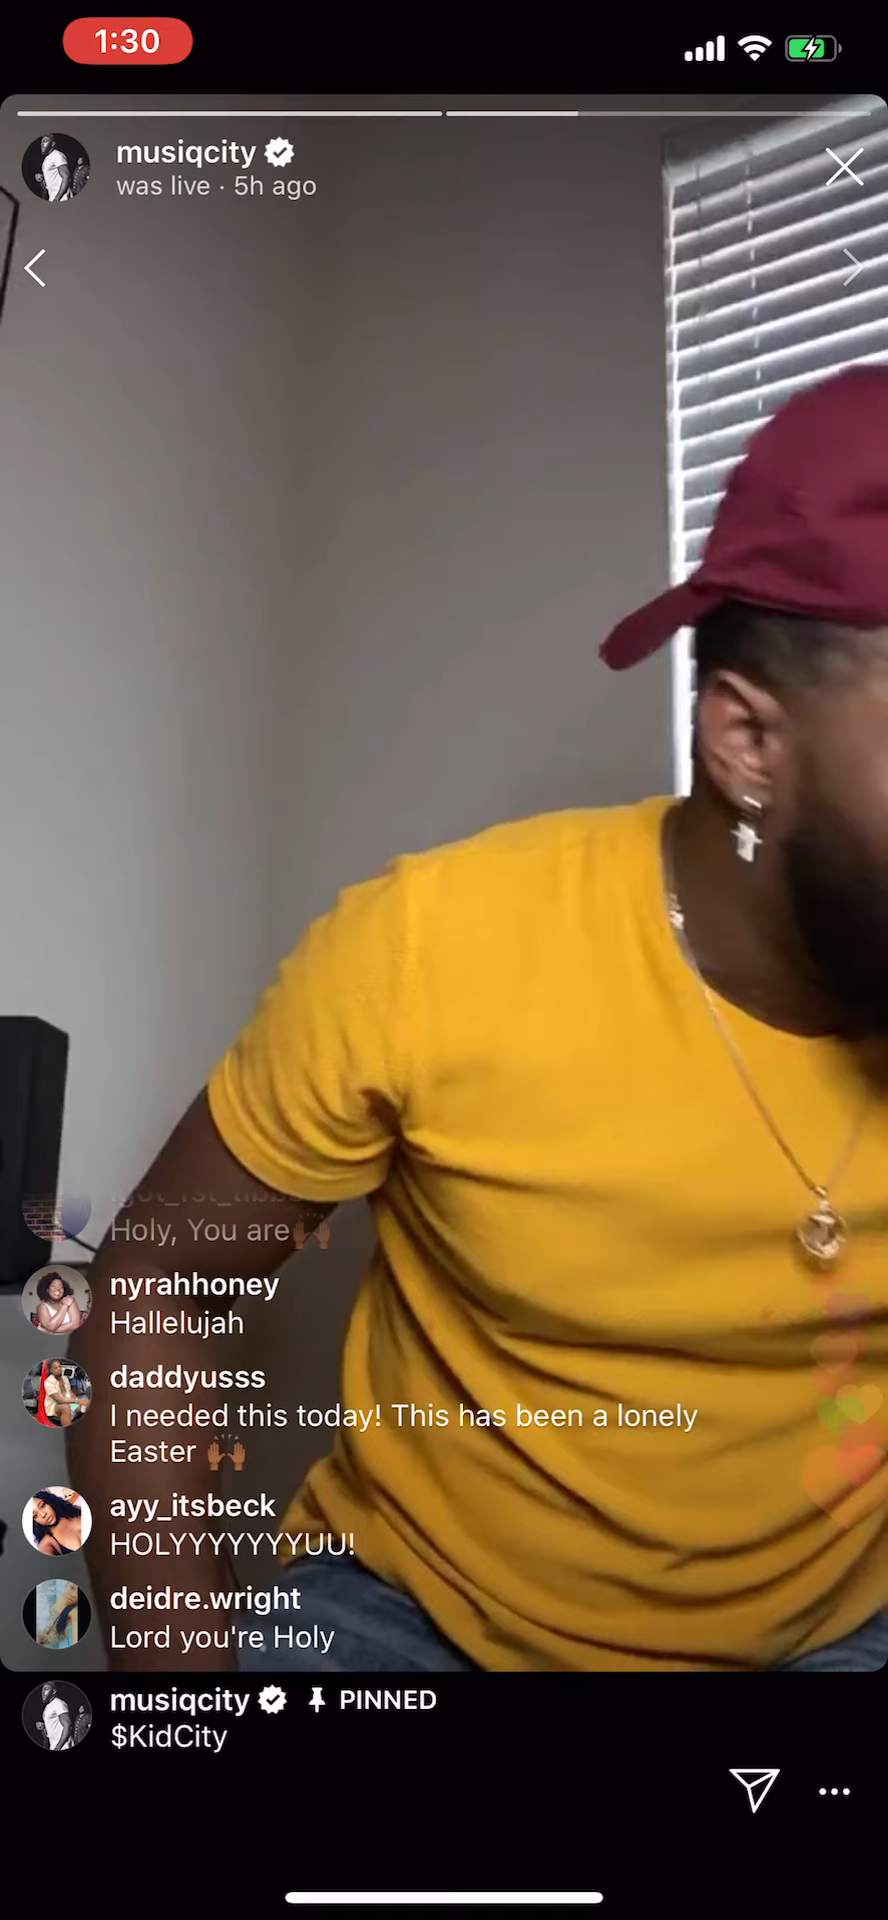 1:30
musiqcity
was live · 5h ago
Holy, You are🙌🏾
nyrahhoney
Hallelujah
daddyusss
I needed this today! This has been a lonely
Easter 🙌🏾
ayy_itsbeck
HOLYYYYYYYUU!
deidre.wright
Lord you're Holy
musiqcity PINNED
$KidCity